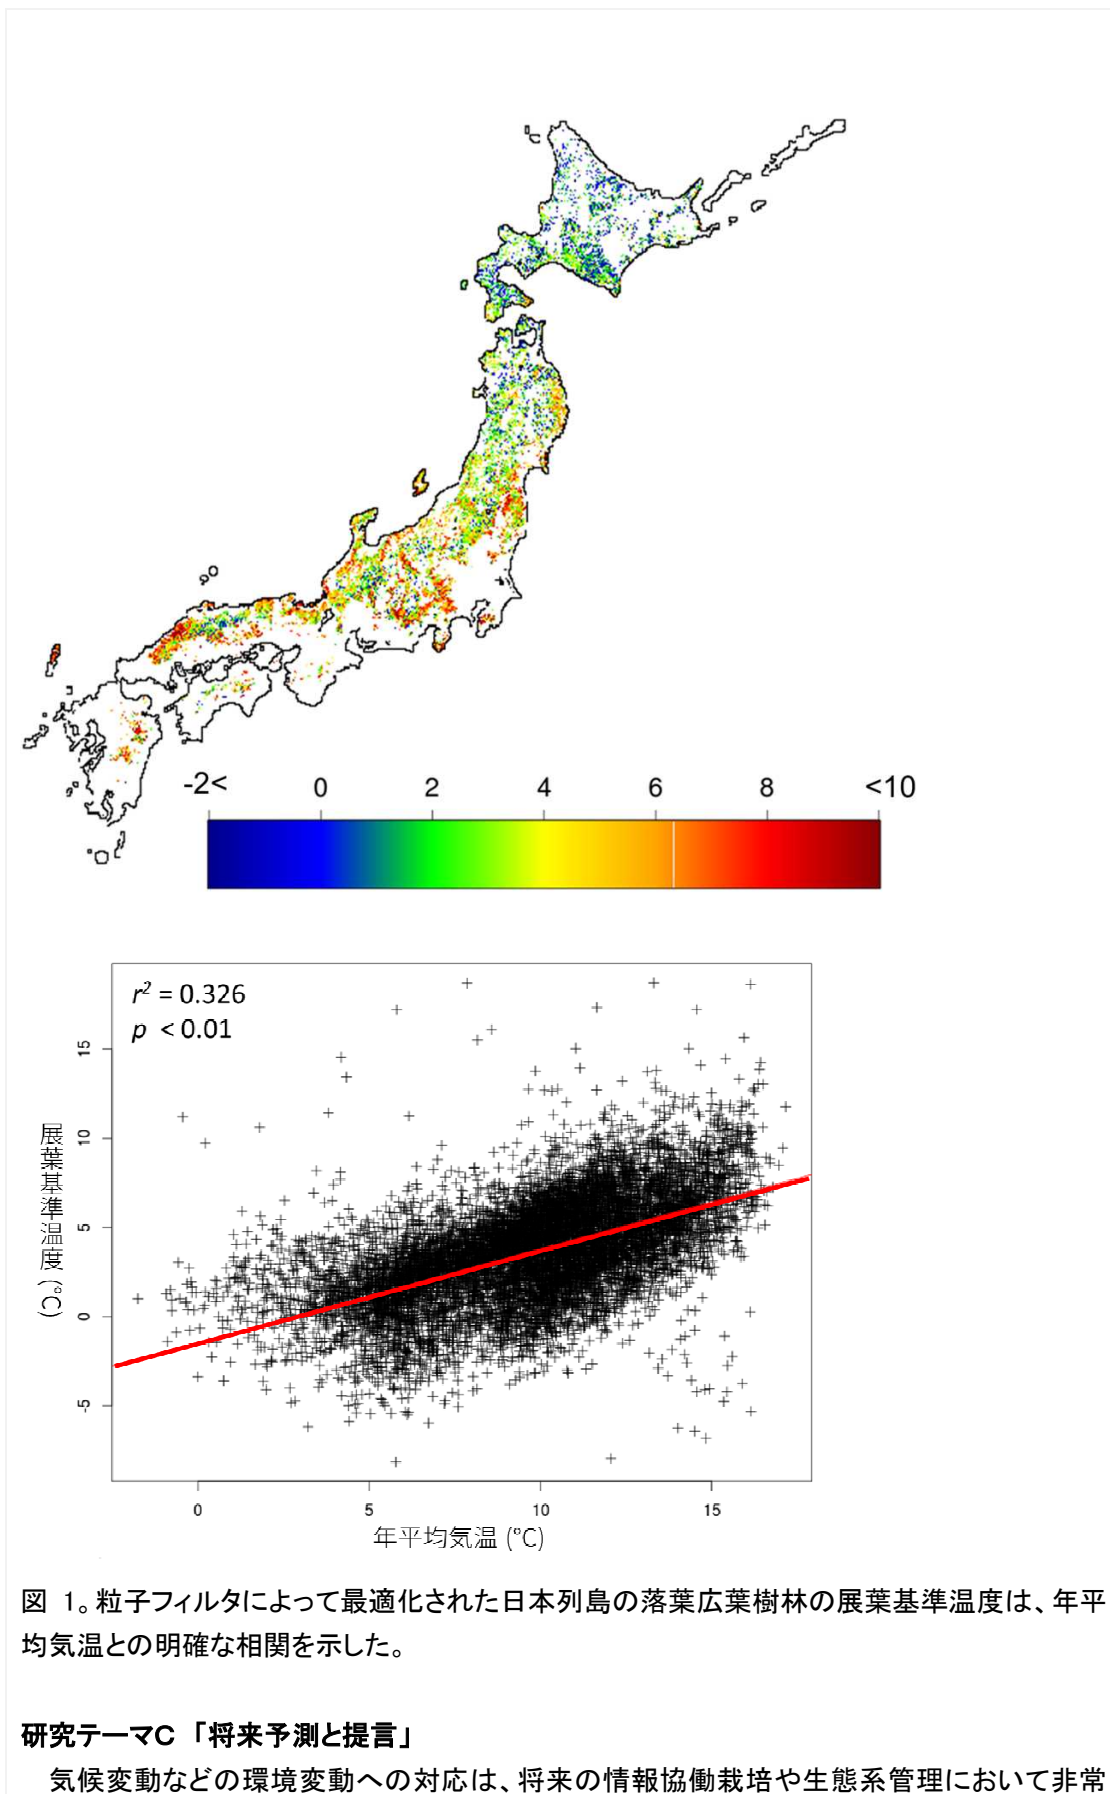 -2< 0 2 4 6 8 <10
r² = 0.326
p < 0.01
15
10
5
0
-5
展葉基準温度 (°C)
0 5 10 15
年平均気温 (°C)
図 1。粒子フィルタによって最適化された日本列島の落葉広葉樹林の展葉基準温度は、年平
均気温との明確な相関を示した。
研究テーマC 「将来予測と提言」
気候変動などの環境変動への対応は、将来の情報協働栽培や生態系管理において非常